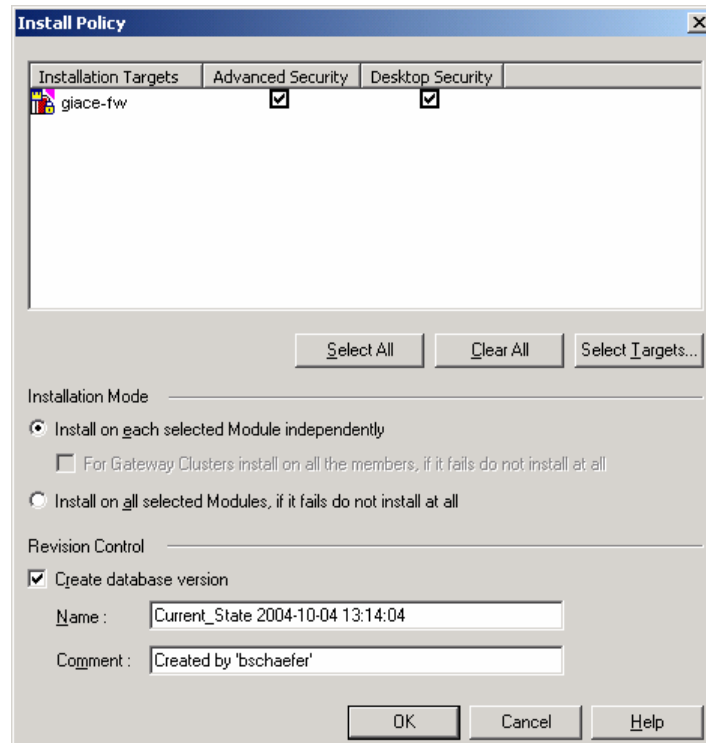 Install Policy
Installation Targets Advanced Security Desktop Security
giace-fw
Select All Clear All Select Targets...
Installation Mode
Install on each selected Module independently
For Gateway Clusters install on all the members, if it fails do not install at all
Install on all selected Modules, if it fails do not install at all
Revision Control
Create database version
Name : Current_State 2004-10-04 13:14:04
Comment : Created by 'bschaefer'
OK Cancel Help